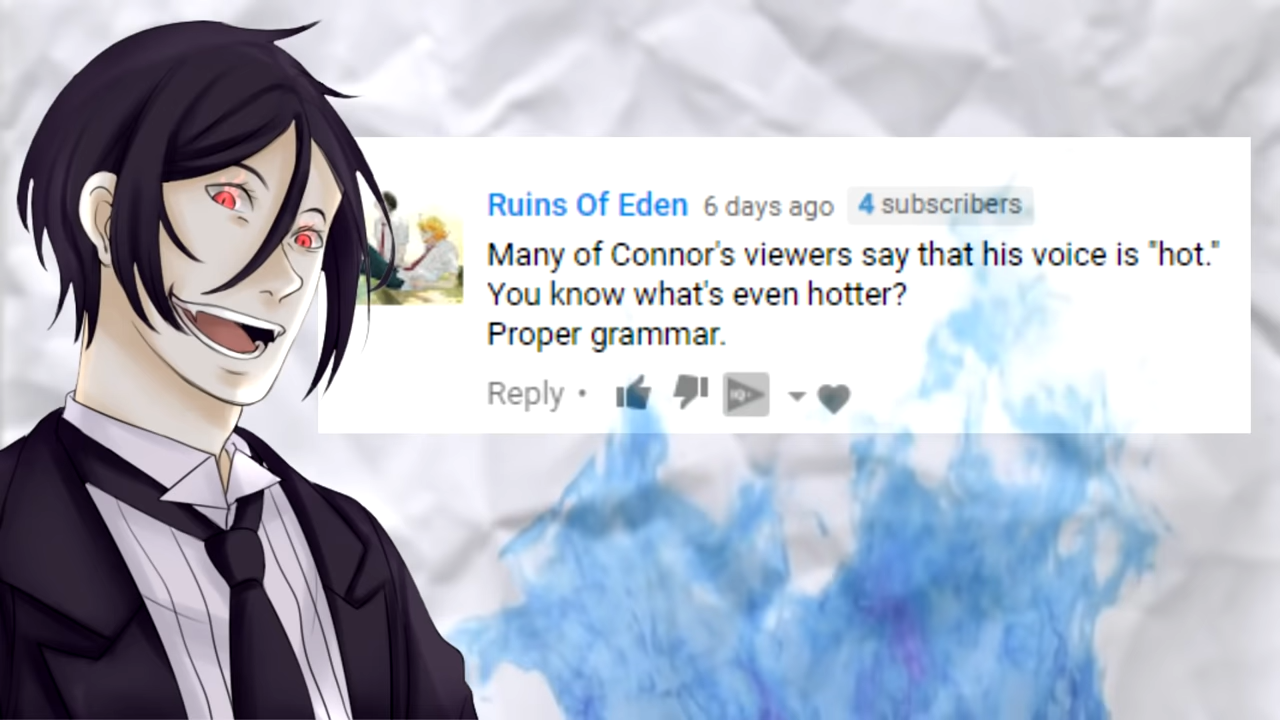 Ruins Of Eden 6 days ago 4 subscribers
Many of Connor's viewers say that his voice is "hot."
You know what's even hotter?
Proper grammar.
Reply •